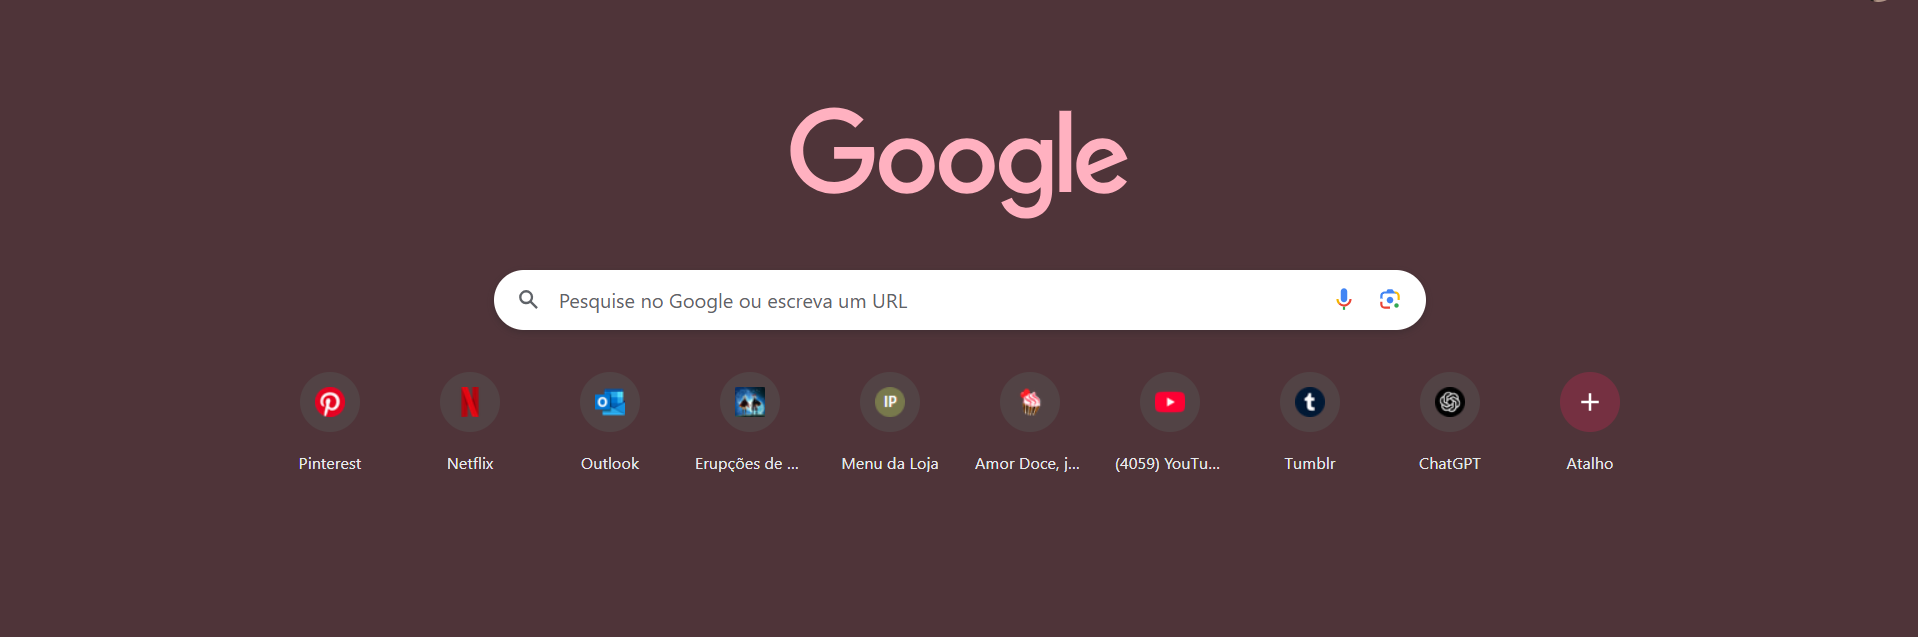 Google
Pesquise no Google ou escreva um URL
IP
Pinterest
Netflix
Outlook
Erupções de ...
Menu da Loja
Amor Doce, j...
(4059) YouTu...
Tumblr
ChatGPT
Atalho